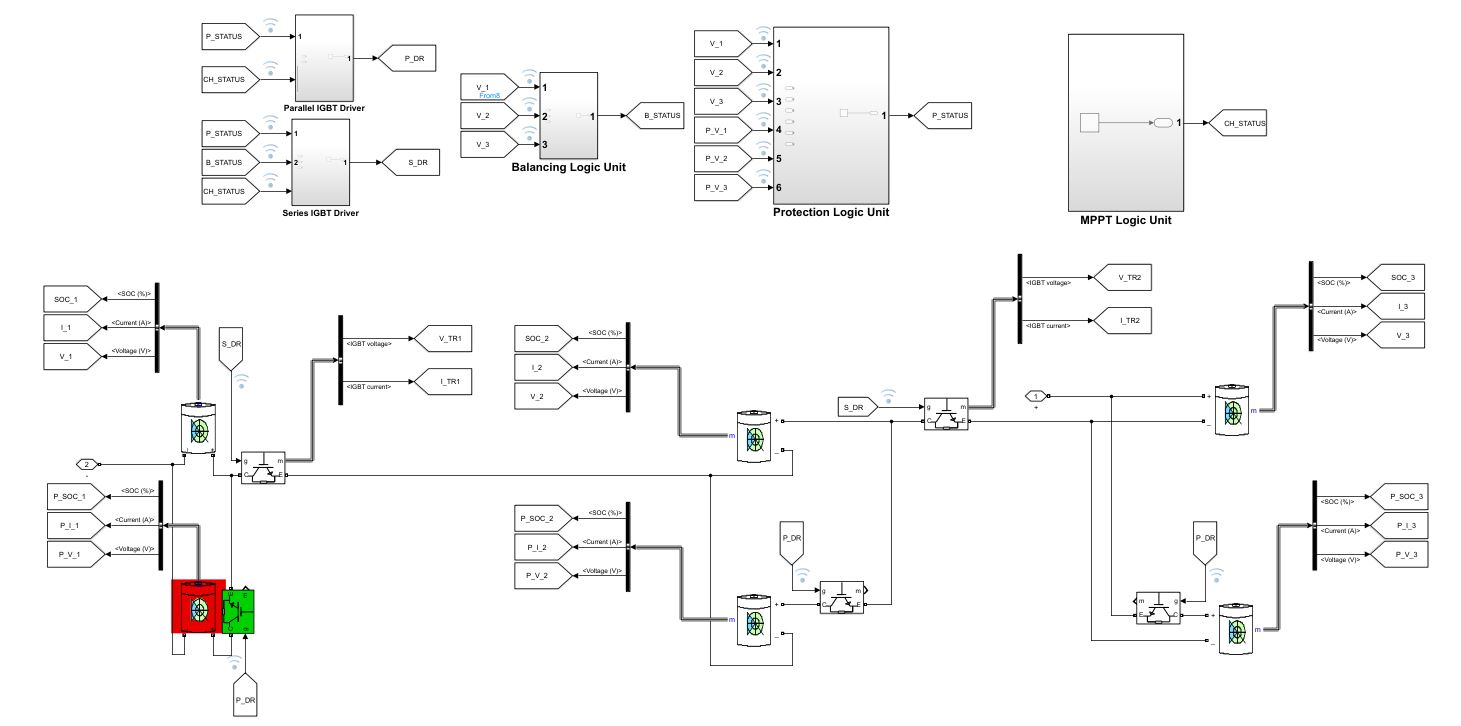 P_STATUS
1
CH_STATUS
1
P_DR
Parallel IGBT Driver
P_STATUS
1
B_STATUS
2
CH_STATUS
1
S_DR
Series IGBT Driver
V_1
From8
1
V_2
2
V_3
3
1
B_STATUS
Balancing Logic Unit
V_1
1
V_2
2
V_3
3
P_V_1
4
P_V_2
5
P_V_3
6
1
P_STATUS
Protection Logic Unit
1
CH_STATUS
MPPT Logic Unit
SOC_1
<SOC (%)>
I_1
<Current (A)>
V_1
<Voltage (V)>
S_DR
<IGBT voltage>
V_TR1
<IGBT current>
I_TR1
g
m
C
E
2
-
SOC_2
<SOC (%)>
I_2
<Current (A)>
V_2
<Voltage (V)>
m
+
_
S_DR
g
m
C
E
<IGBT voltage>
V_TR2
<IGBT current>
I_TR2
1
+
<SOC (%)>
SOC_3
<Current (A)>
I_3
<Voltage (V)>
V_3
+
_
m
P_SOC_1
<SOC (%)>
P_I_1
<Current (A)>
P_V_1
<Voltage (V)>
P_DR
P_SOC_2
<SOC (%)>
P_I_2
<Current (A)>
P_V_2
<Voltage (V)>
m
+
_
P_DR
g
m
C
E
P_DR
m
g
E
C
+
_
m
<SOC (%)>
P_SOC_3
<Current (A)>
P_I_3
<Voltage (V)>
P_V_3